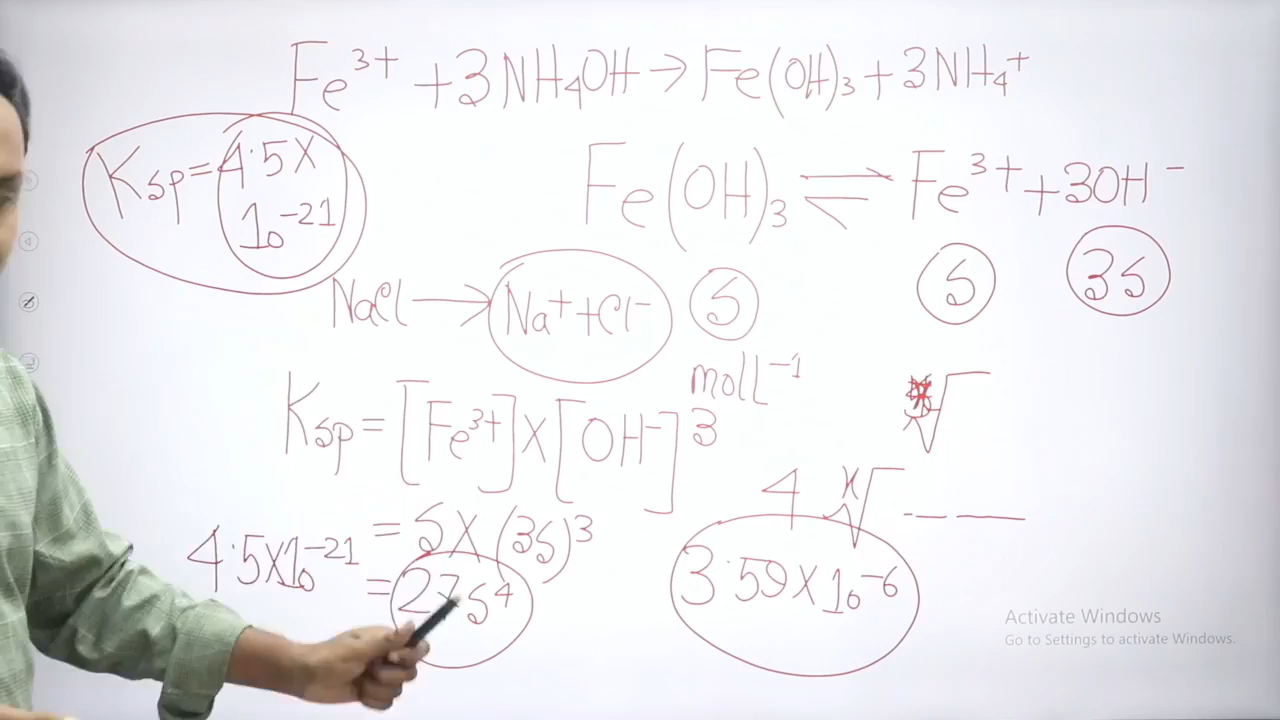 Fe³⁺ + 3NH₄OH → Fe(OH)₃ + 3NH₄⁺
Ksp = 4.5 X
10⁻²¹
Fe(OH)₃ ⇌ Fe³⁺ + 3OH⁻
S 3S
NaCl → Na⁺ + Cl⁻ S
molL⁻¹
Ksp = [Fe³⁺] X [OH⁻]³
4 x√ -- --
4.5X10⁻²¹ = S X (3S)³
= 27S⁴
3.59 X 10⁻⁶
Activate Windows
Go to Settings to activate Windows.